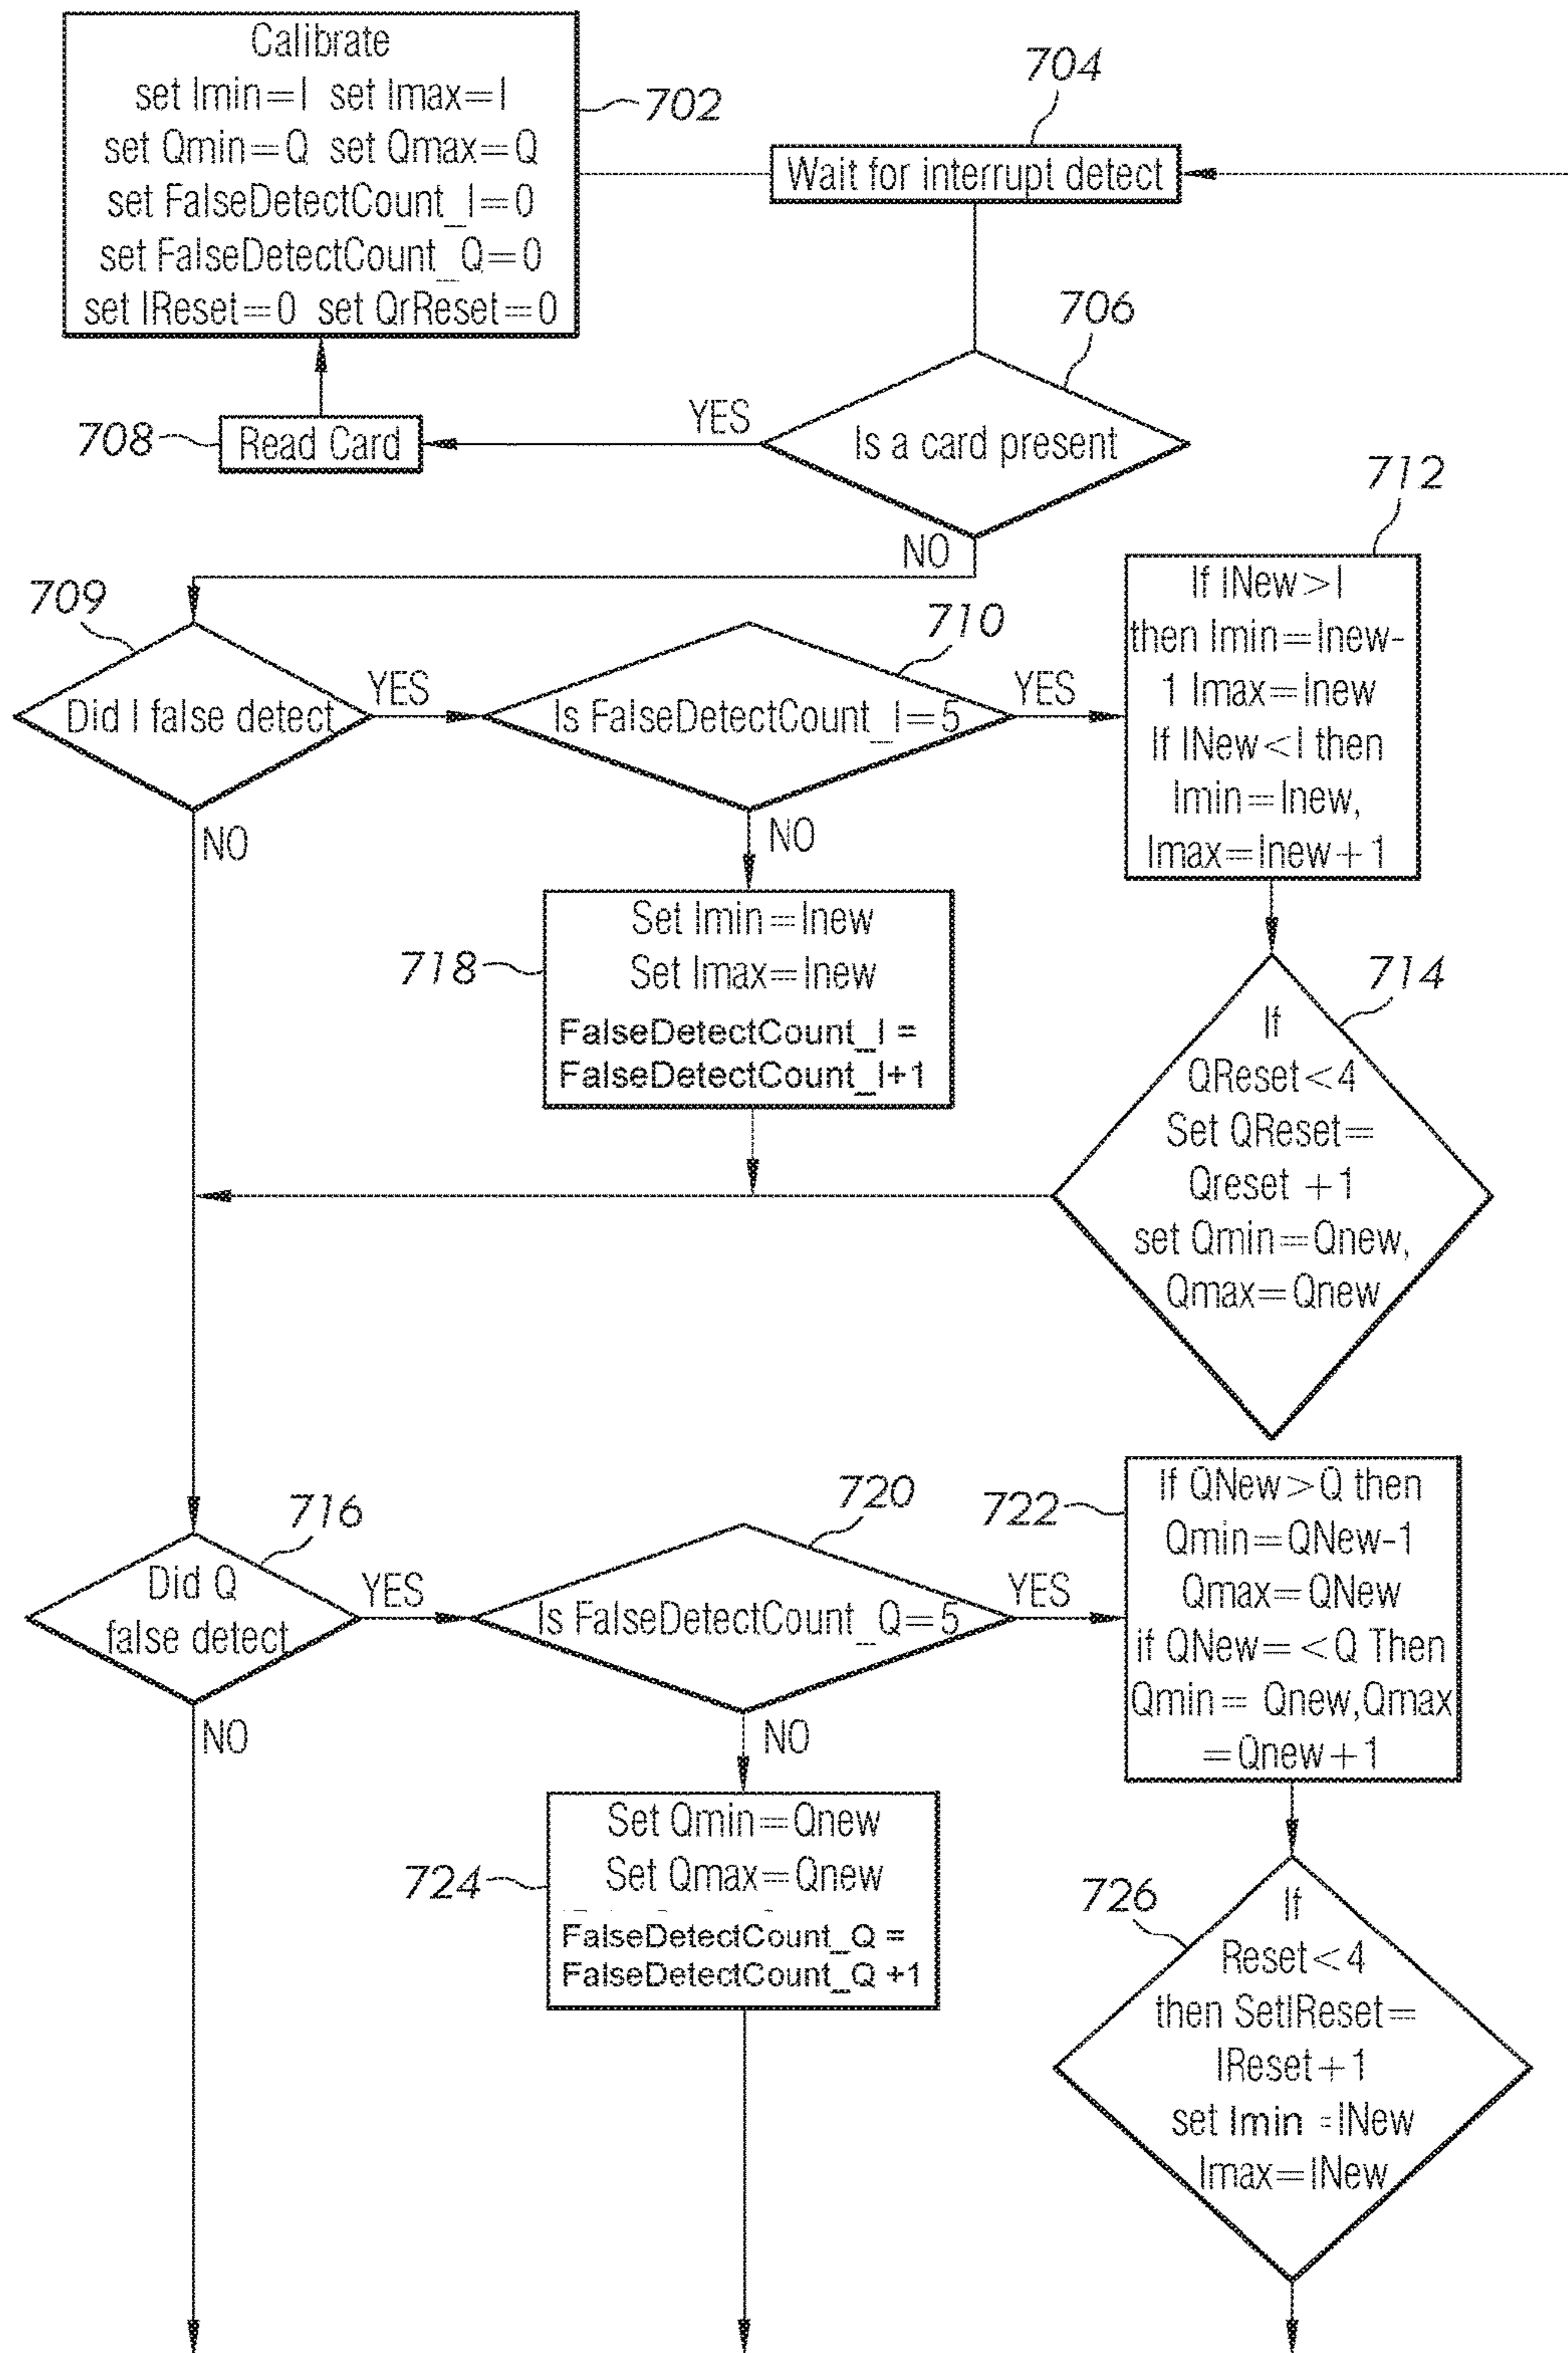 Calibrate
set Imin=I set Imax=I
set Qmin=Q set Qmax=Q
set FalseDetectCount_I=0
set FalseDetectCount_Q=0
set IReset=0 set QrReset=0
702
704
Wait for interrupt detect
706
Is a card present
YES
708
Read Card
NO
709
Did I false detect
YES
710
Is FalseDetectCount_I=5
YES
712
If INew>I
then Imin=Inew-
1 Imax=Inew
If INew<I then
Imin=Inew,
Imax=Inew+1
NO
NO
718
Set Imin=Inew
Set Imax=Inew
FalseDetectCount_I =
FalseDetectCount_I+1
714
If
QReset<4
Set QReset=
Qreset +1
set Qmin=Qnew,
Qmax=Qnew
716
Did Q
false detect
YES
720
Is FalseDetectCount_Q=5
YES
722
If QNew>Q then
Qmin=QNew-1
Qmax=QNew
if QNew=<Q Then
Qmin= Qnew,Qmax
=Qnew+1
NO
NO
724
Set Qmin=Qnew
Set Qmax=Qnew
FalseDetectCount_Q =
FalseDetectCount_Q +1
726
If
Reset<4
then SetIReset=
IReset+1
set Imin =INew
Imax=INew